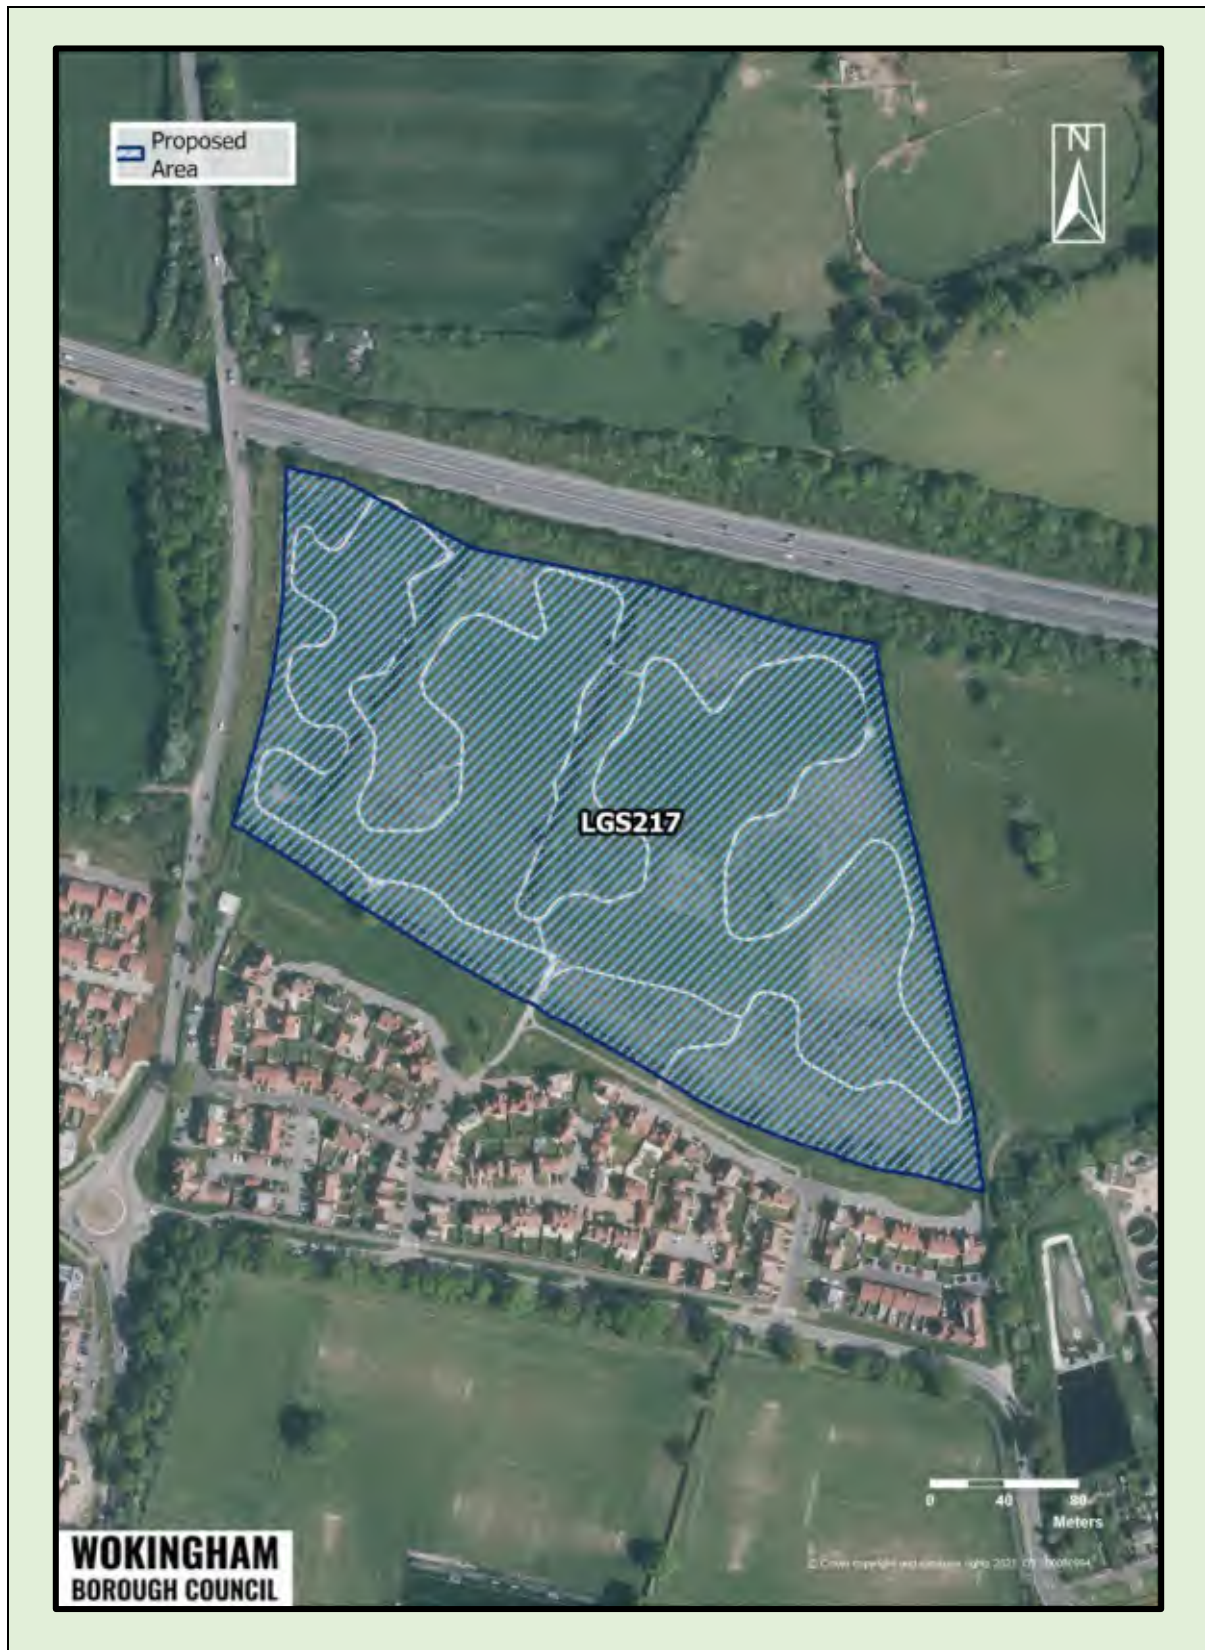 Proposed
Area
N
LGS217
0 40 80
Meters
WOKINGHAM
BOROUGH COUNCIL